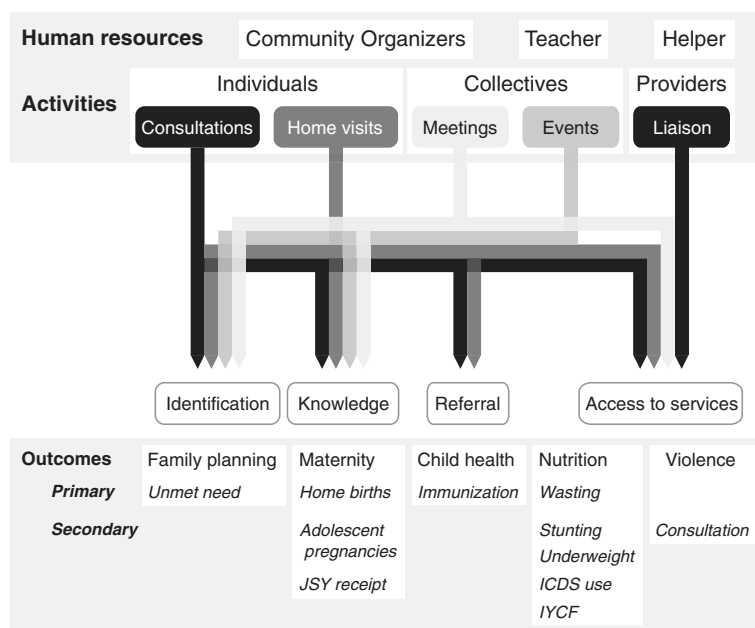 Human resources Community Organizers Teacher Helper
Individuals Collectives Providers
Activities
Consultations Home visits Meetings Events Liaison
Identification Knowledge Referral Access to services
Outcomes Family planning Maternity Child health Nutrition Violence
Primary Unmet need Home births Immunization Wasting
Secondary Adolescent Stunting Consultation
pregnancies Underweight
JSY receipt ICDS use
IYCF